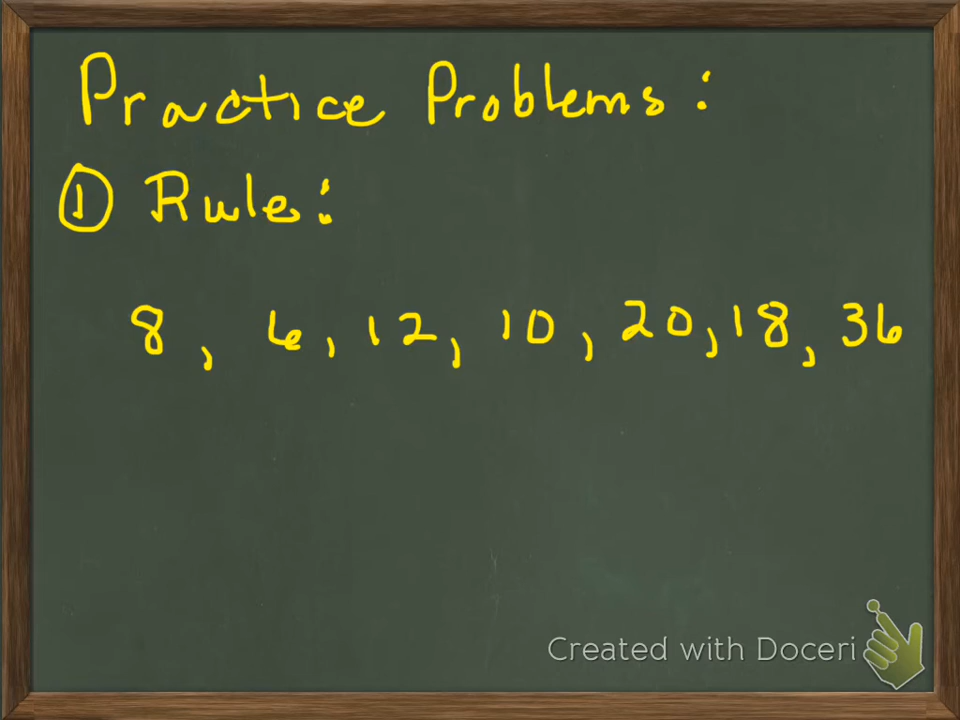 Practice Problems:
① Rule:
8, 6, 12, 10, 20, 18, 36
Created with Doceri